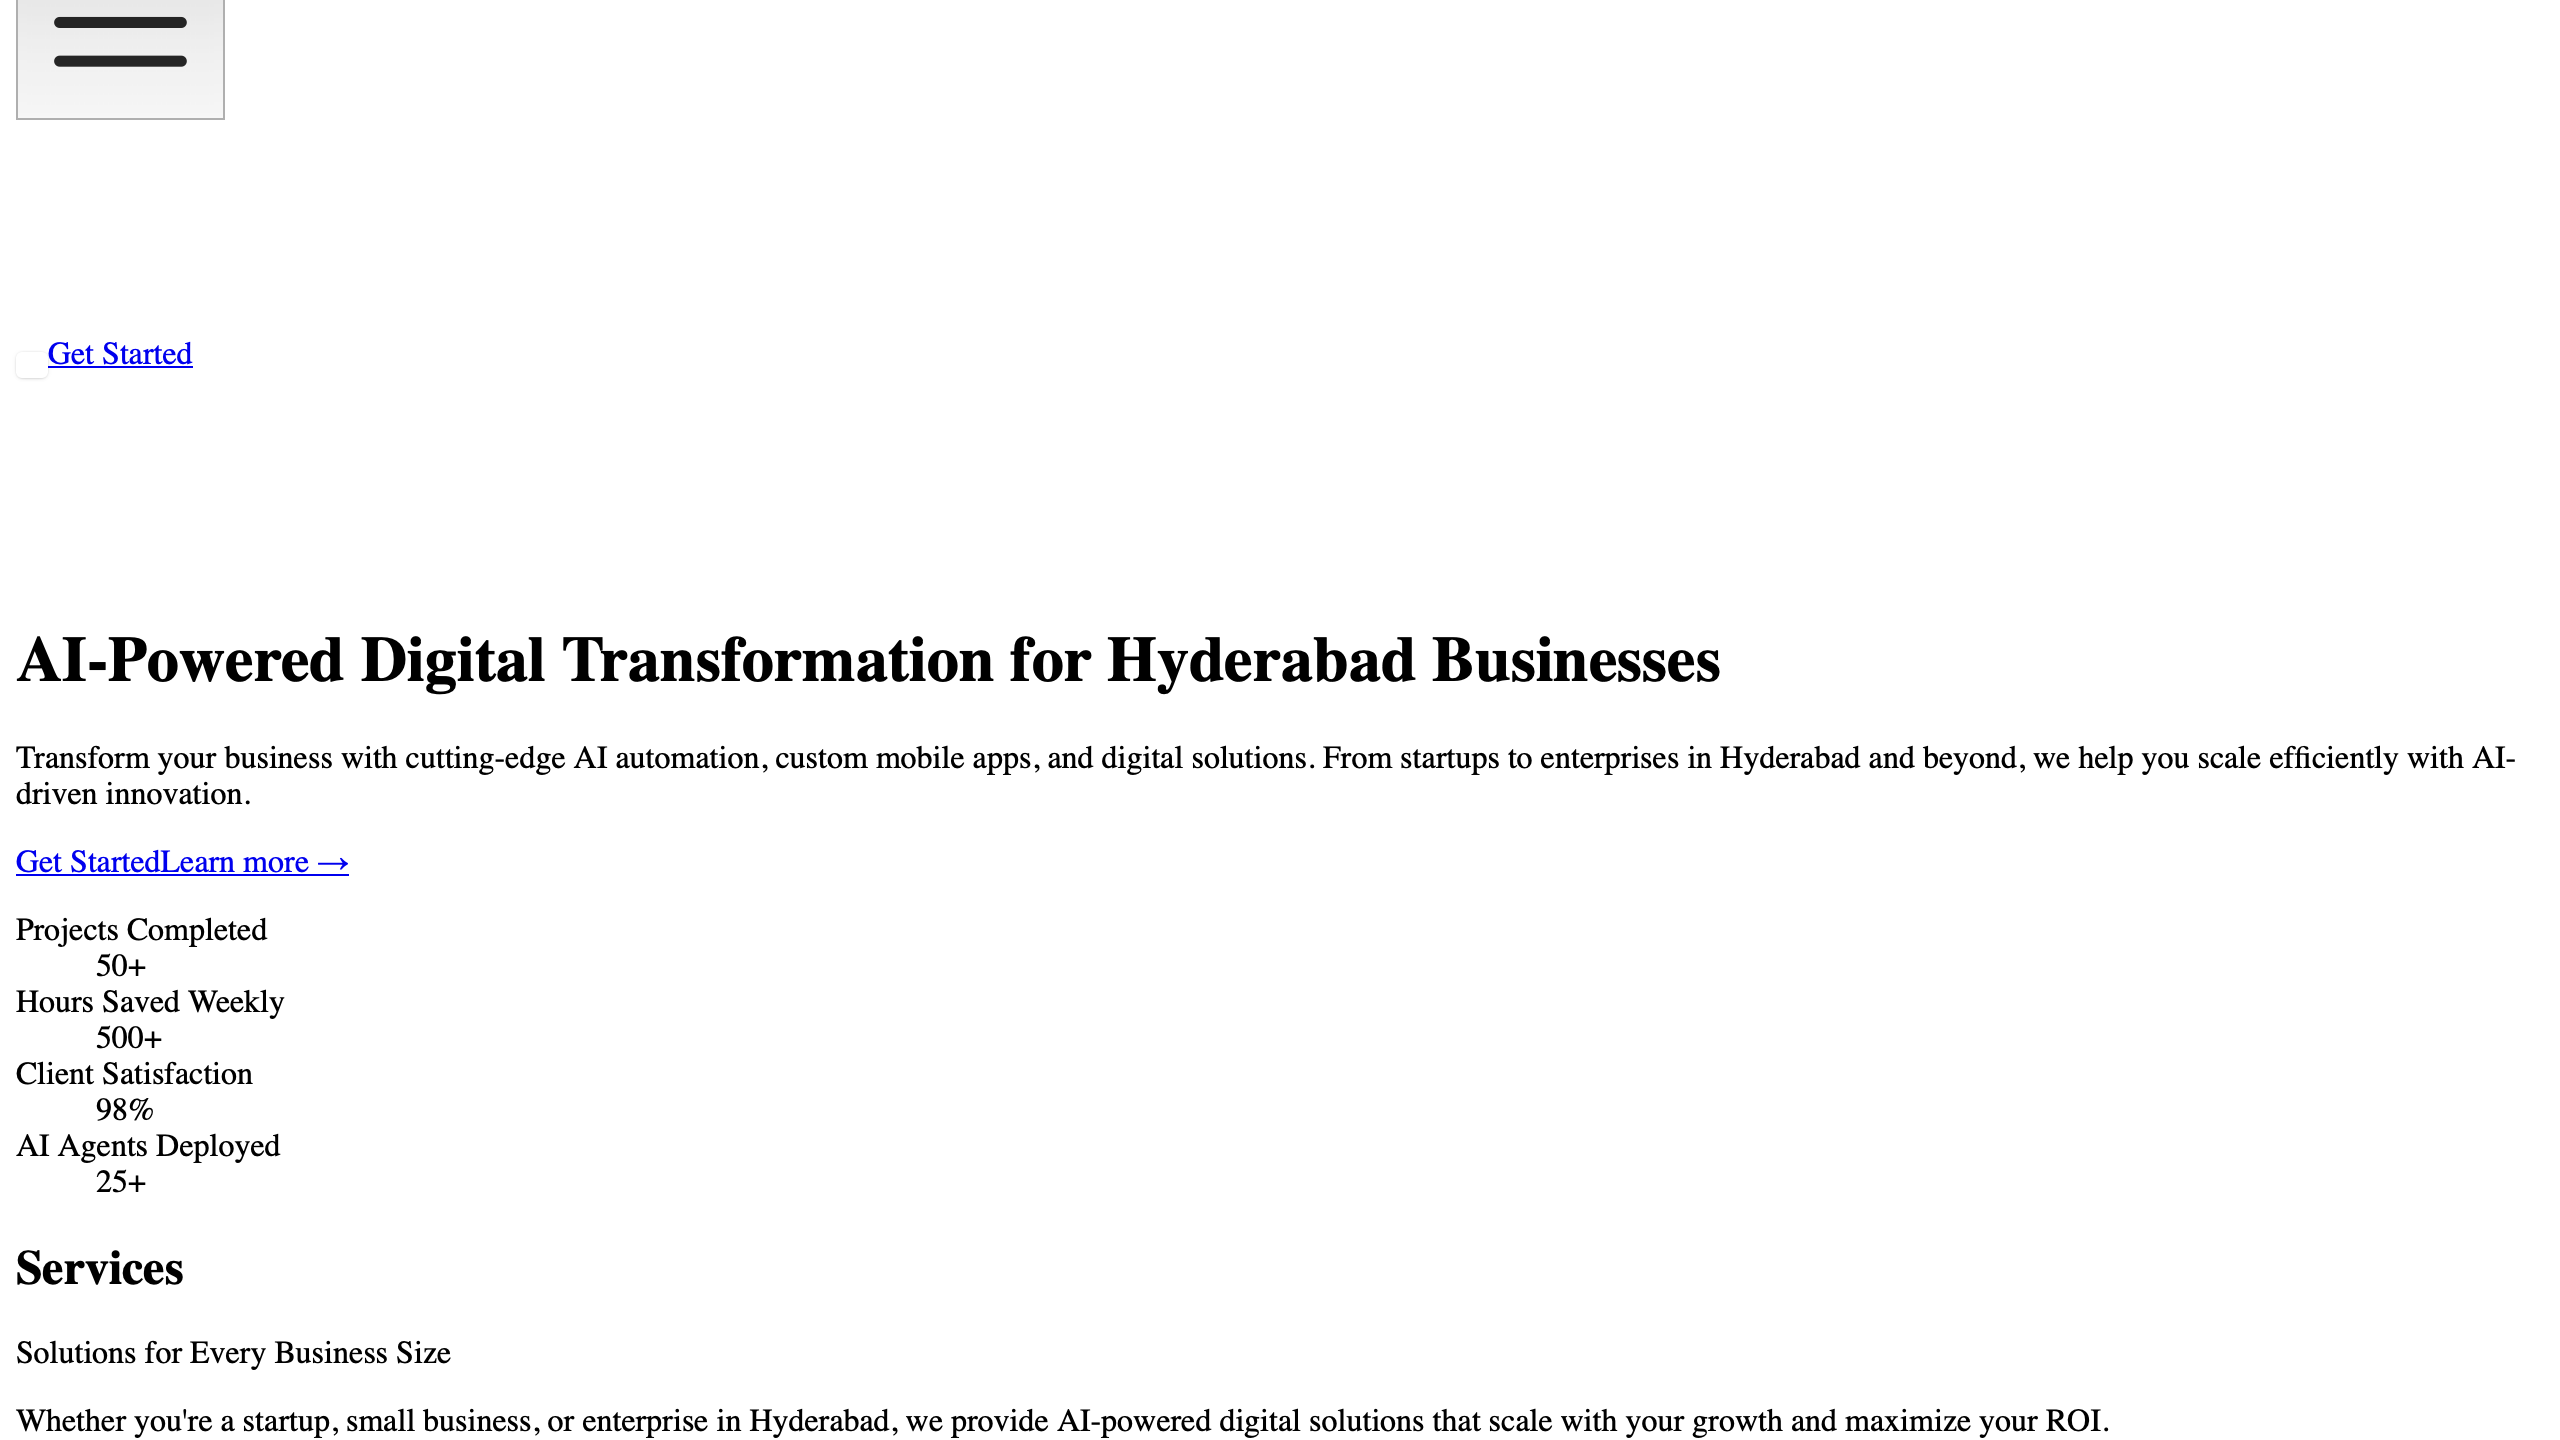 Get Started
AI-Powered Digital Transformation for Hyderabad Businesses
Transform your business with cutting-edge AI automation, custom mobile apps, and digital solutions. From startups to enterprises in Hyderabad and beyond, we help you scale efficiently with AI-
driven innovation.
Get StartedLearn more →
Projects Completed
50+
Hours Saved Weekly
500+
Client Satisfaction
98%
AI Agents Deployed
25+
Services
Solutions for Every Business Size
Whether you're a startup, small business, or enterprise in Hyderabad, we provide AI-powered digital solutions that scale with your growth and maximize your ROI.